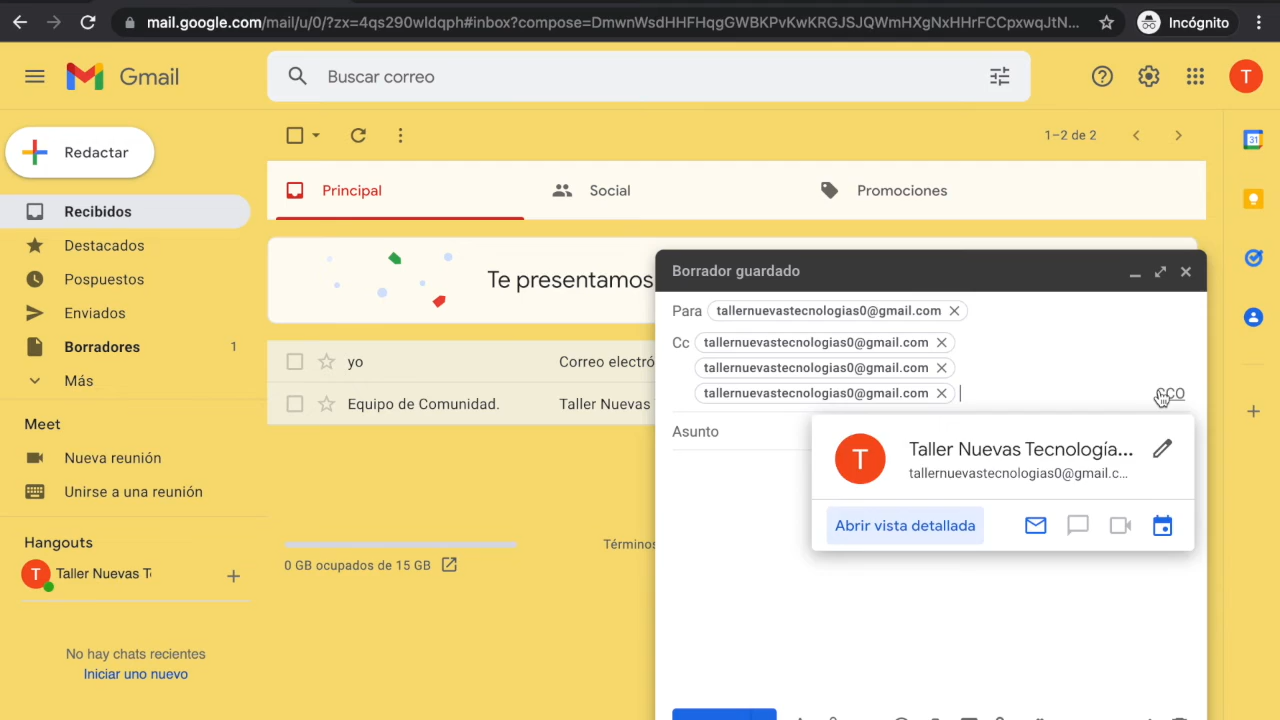 mail.google.com/mail/u/0/?zx=4qs290wldqph#inbox?compose=DmwnWsdHHFHqgGWBKPvKwKRGJSJQWmHXgNxHHrFCCpxwqJtN...
Incógnito
Gmail
Buscar correo
T
Redactar
1–2 de 2
31
Principal
Social
Promociones
Recibidos
Destacados
Pospuestos
Enviados
Borradores 1
Más
Te presentamos
yo
Correo electró
Equipo de Comunidad.
Taller Nuevas T
Borrador guardado
Para tallernuevastecnologias0@gmail.com
Cc tallernuevastecnologias0@gmail.com
tallernuevastecnologias0@gmail.com
tallernuevastecnologias0@gmail.com
CCO
Asunto
T
Taller Nuevas Tecnología...
tallernuevastecnologias0@gmail.c...
Abrir vista detallada
Meet
Nueva reunión
Unirse a una reunión
Hangouts
T Taller Nuevas T
Términos
0 GB ocupados de 15 GB
No hay chats recientes
Iniciar uno nuevo